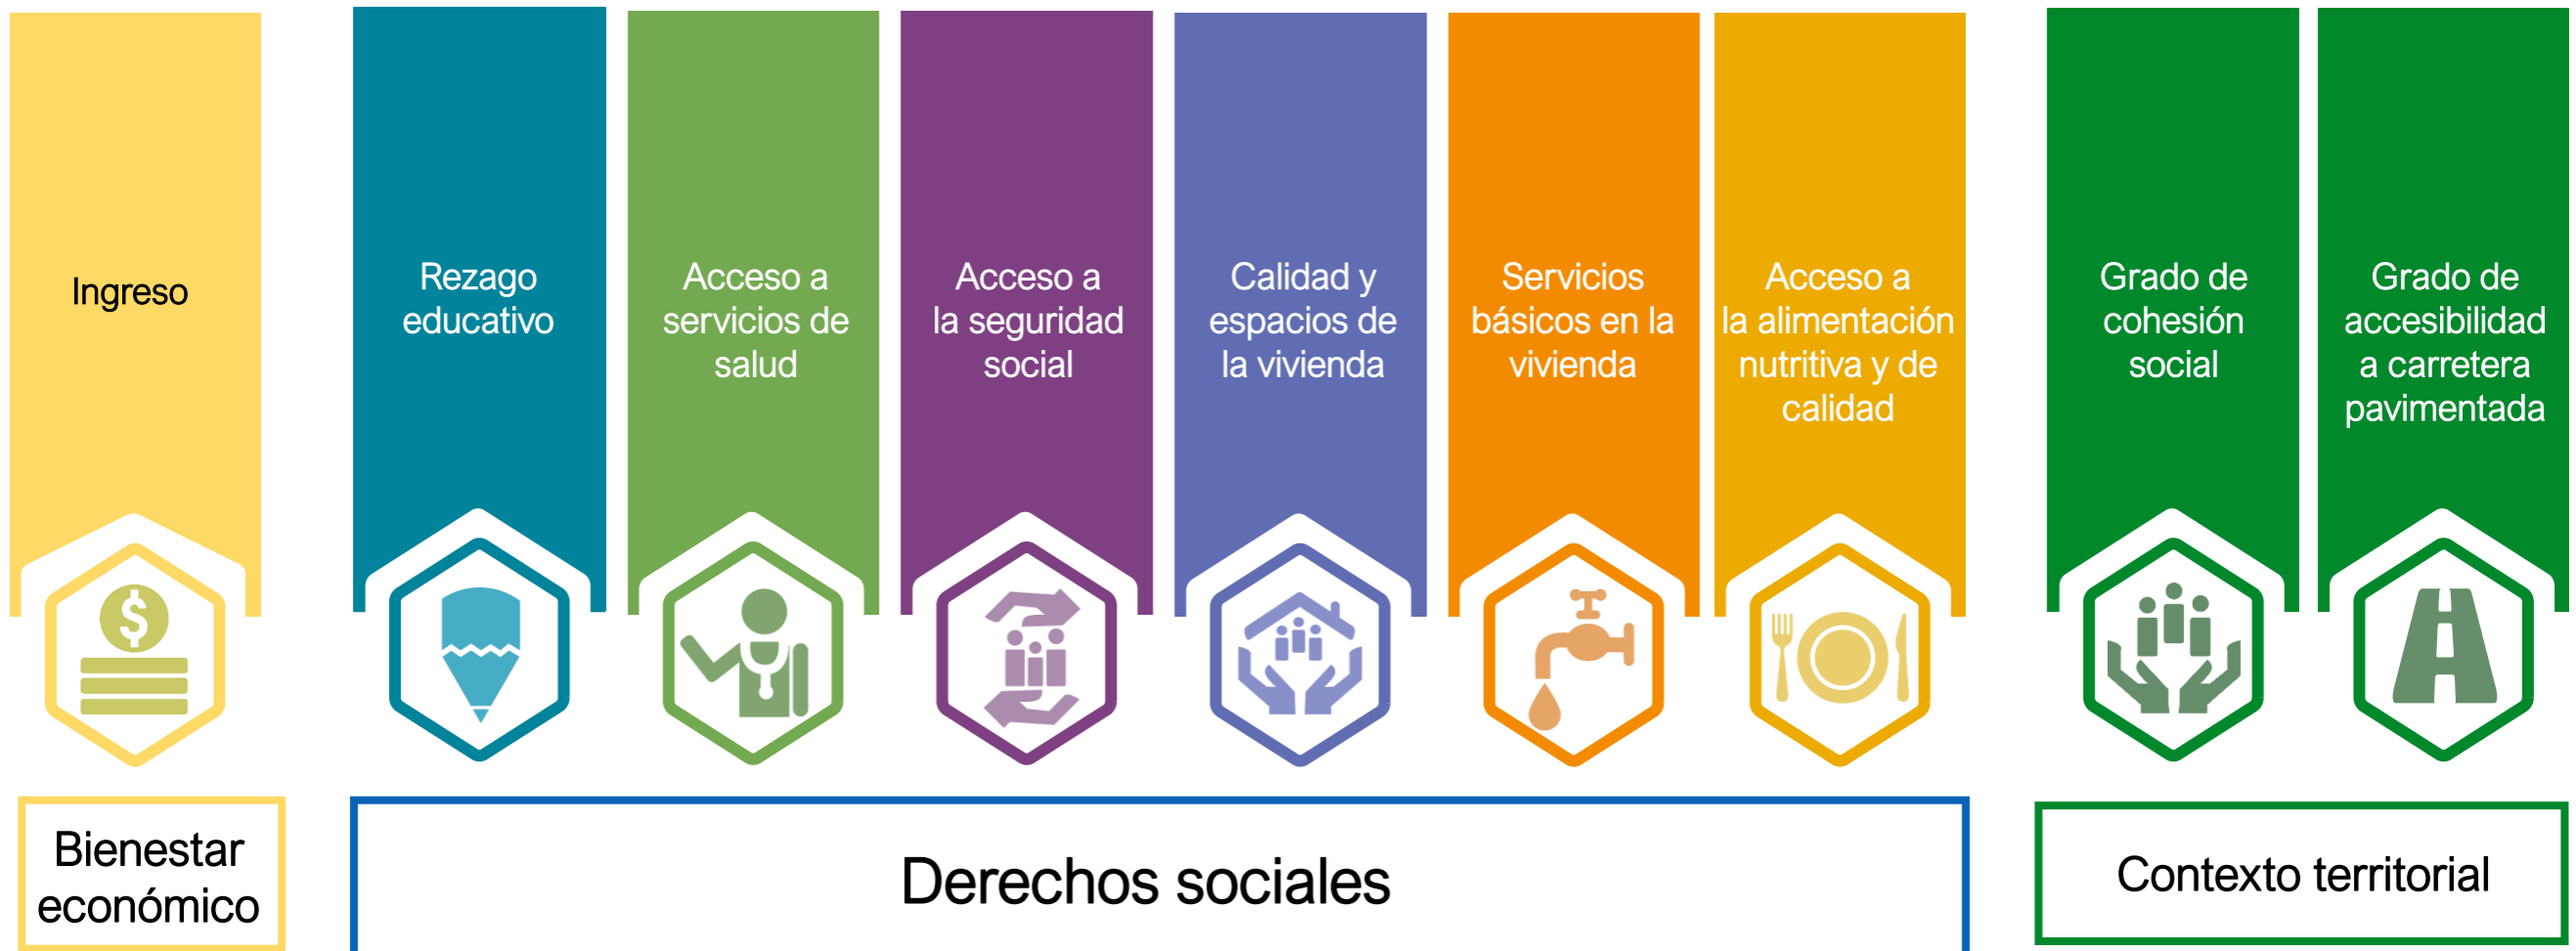 Ingreso
Rezago
educativo
Acceso a
servicios de
salud
Acceso a
la seguridad
social
Calidad y
espacios de
la vivienda
Servicios
básicos en la
vivienda
Acceso a
la alimentación
nutritiva y de
calidad
Grado de
cohesión
social
Grado de
accesibilidad
a carretera
pavimentada
$
Bienestar
económico
Derechos sociales
Contexto territorial